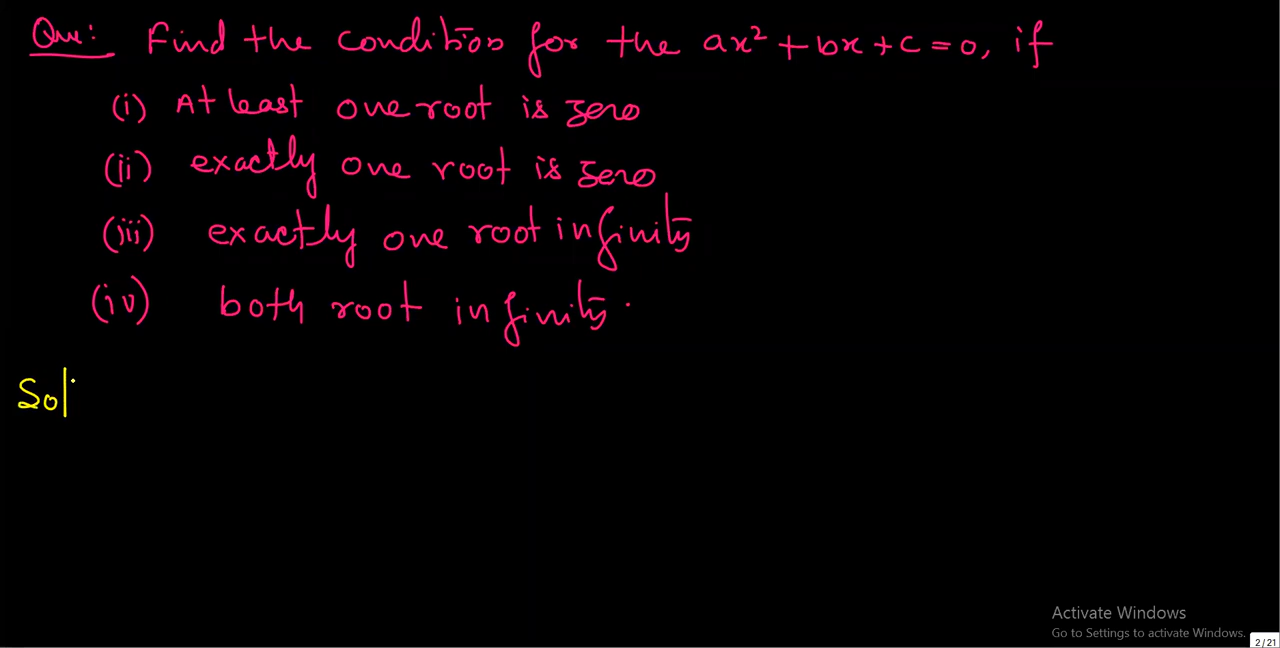 Que: Find the condition for the ax² + bx + c = 0, if
(i) At least one root is zero
(ii) exactly one root is zero
(iii) exactly one root infinity
(iv) both root infinity.
Sol
Activate Windows
Go to Settings to activate Windows.
2/21